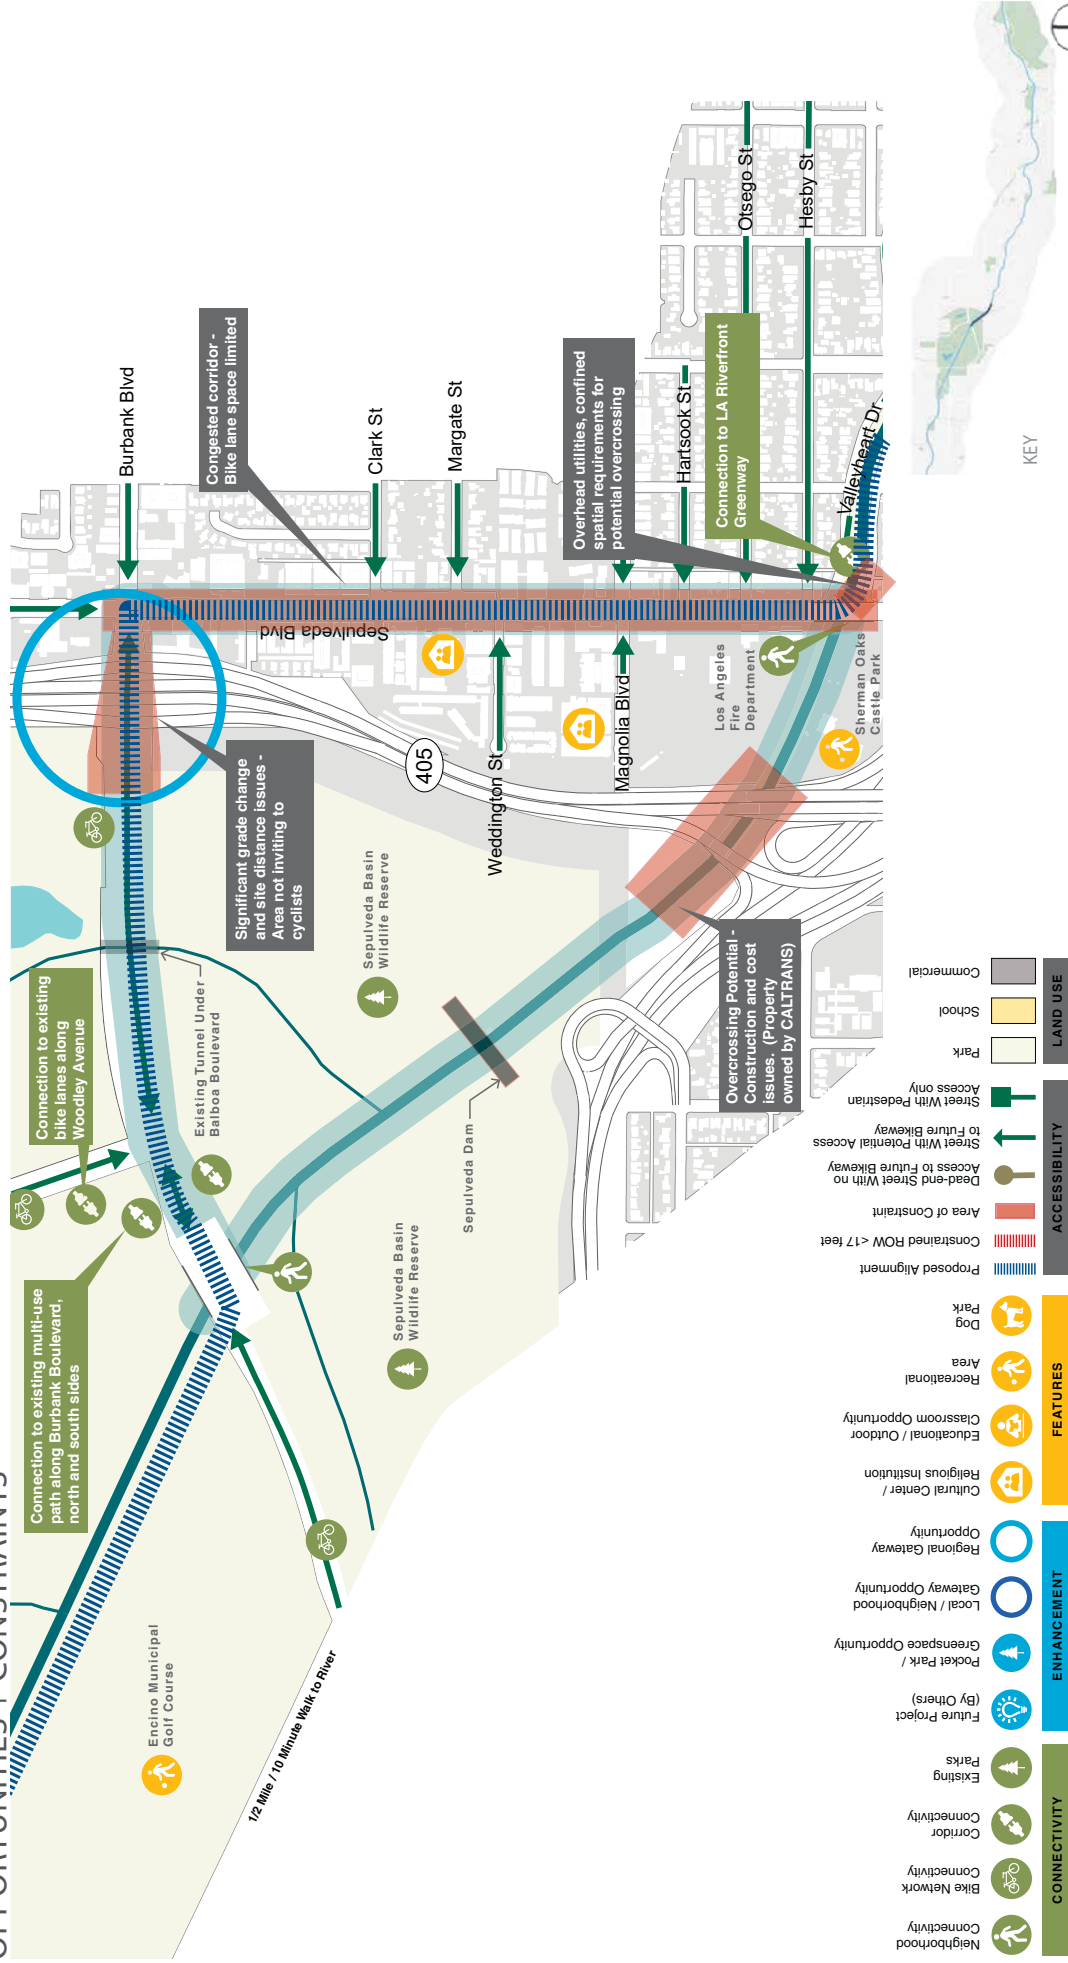 OPPORTUNITIES + CONSTRAINTS
Connection to existing multi-use
path along Burbank Boulevard,
north and south sides
Connection to existing
bike lanes along
Woodley Avenue
Existing Tunnel Under
Balboa Boulevard
Significant grade change
and site distance issues -
Area not inviting to
cyclists
Congested corridor -
Bike lane space limited
Burbank Blvd
Clark St
Margate St
Sepulveda Blvd
405
Weddington St
Magnolia Blvd
Hartsook St
Otsego St
Hesby St
Valleyheart Dr
Overhead utilities, confined
spatial requirements for
potential overcrossing
Connection to LA Riverfront
Greenway
Los Angeles
Fire
Department
Sherman Oaks
Castle Park
Sepulveda Basin
Wildlife Reserve
Sepulveda Dam
Sepulveda Basin
Wildlife Reserve
Overcrossing Potential -
Construction and cost
issues. (Property
owned by CALTRANS)
Encino Municipal
Golf Course
1/2 Mile / 10 Minute Walk to River
KEY
Neighborhood
Connectivity
Bike Network
Connectivity
Corridor
Connectivity
Existing
Parks
CONNECTIVITY
Future Project
(By Others)
Pocket Park /
Greenspace Opportunity
Local / Neighborhood
Gateway Opportunity
Regional Gateway
Opportunity
ENHANCEMENT
Cultural Center /
Religious Institution
Educational / Outdoor
Classroom Opportunity
Recreational
Area
Dog
Park
FEATURES
Proposed Alignment
Constrained ROW <17 feet
Area of Constraint
Dead-end Street With no
Access to Future Bikeway
Street With Potential Access
to Future Bikeway
Street With Pedestrian
Access only
ACCESSIBILITY
Park
School
Commercial
LAND USE